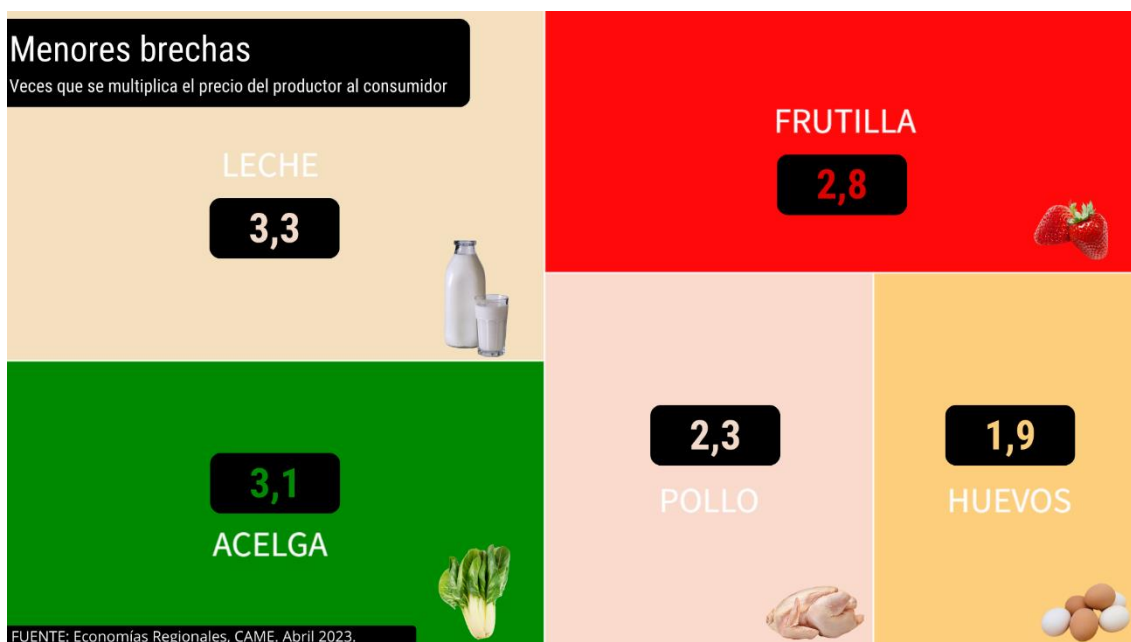 Menores brechas
Veces que se multiplica el precio del productor al consumidor
LECHE
3,3
FRUTILLA
2,8
3,1
ACELGA
2,3
POLLO
1,9
HUEVOS
FUENTE: Economías Regionales, CAME. Abril 2023.